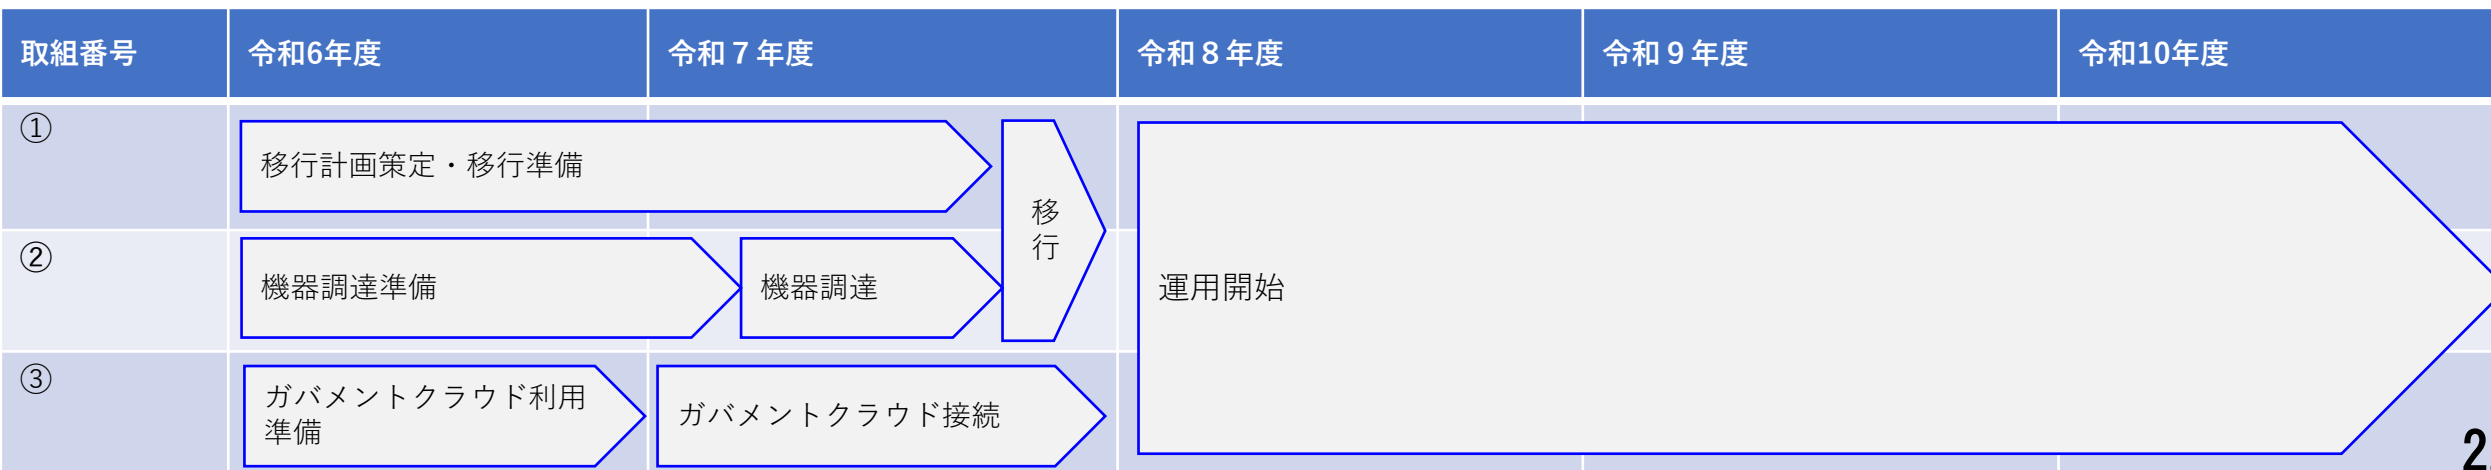 取組番号
令和6年度
令和７年度
令和８年度
令和９年度
令和10年度
①
移行計画策定・移行準備
移行
運用開始
②
機器調達準備
機器調達
③
ガバメントクラウド利用
準備
ガバメントクラウド接続
2